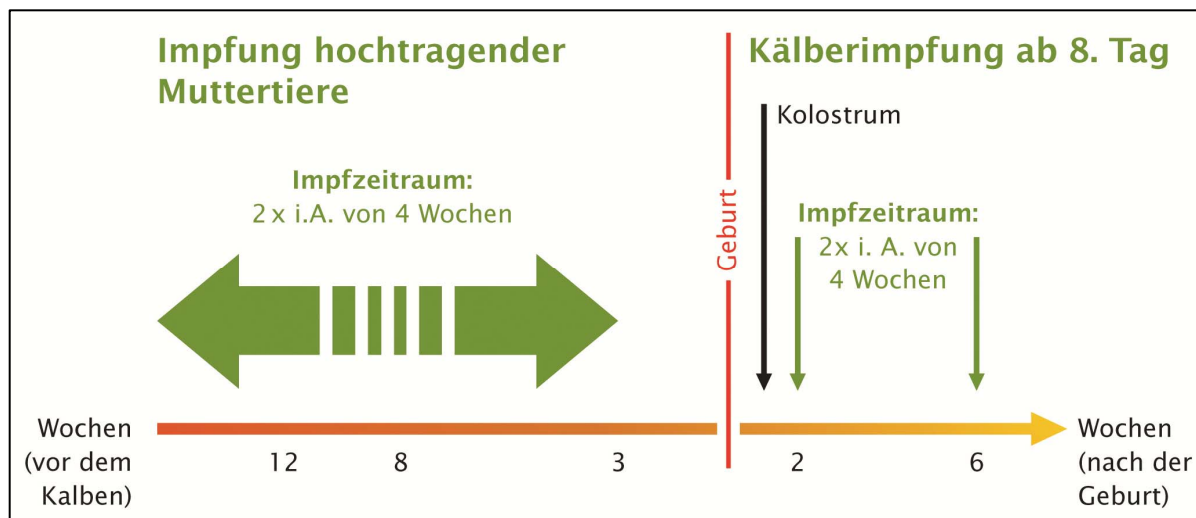 Impfung hochtragender
Muttertiere
Impfzeitraum:
2 x i.A. von 4 Wochen
Geburt
Kälberimpfung ab 8. Tag
Kolostrum
Impfzeitraum:
2x i. A. von
4 Wochen
Wochen
(vor dem
Kalben)
12 8 3 2 6
Wochen
(nach der
Geburt)